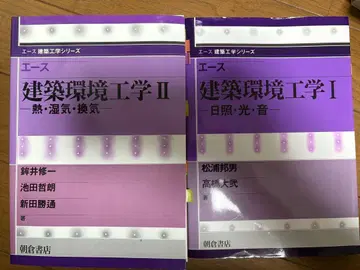 エース建築工学シリーズ
エース
建築環境工学II
―熱・湿気・換気―
鉾井修一
池田哲朗
新田勝通
著
朝倉書店
エース建築工学シリーズ
エース
建築環境工学I
―日照・光・音―
松浦邦男
高橋大弐
著
朝倉書店